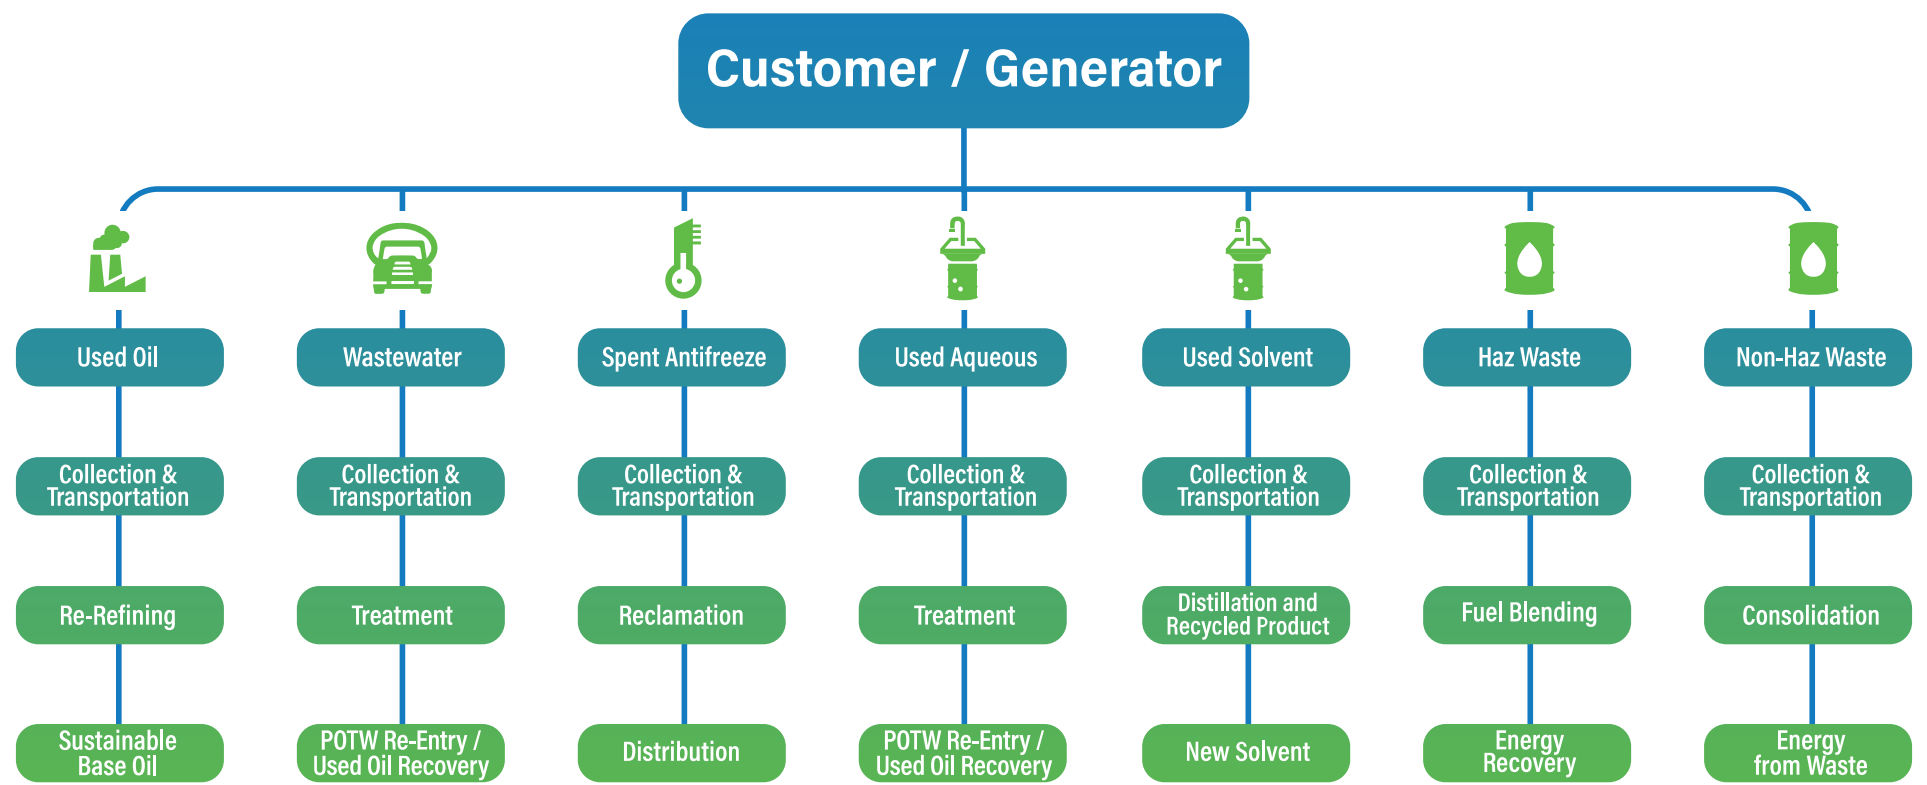 Customer / Generator
Used Oil
Wastewater
Spent Antifreeze
Used Aqueous
Used Solvent
Haz Waste
Non-Haz Waste
Collection &
Transportation
Collection &
Transportation
Collection &
Transportation
Collection &
Transportation
Collection &
Transportation
Collection &
Transportation
Collection &
Transportation
Re-Refining
Treatment
Reclamation
Treatment
Distillation and
Recycled Product
Fuel Blending
Consolidation
Sustainable
Base Oil
POTW Re-Entry /
Used Oil Recovery
Distribution
POTW Re-Entry /
Used Oil Recovery
New Solvent
Energy
Recovery
Energy
from Waste